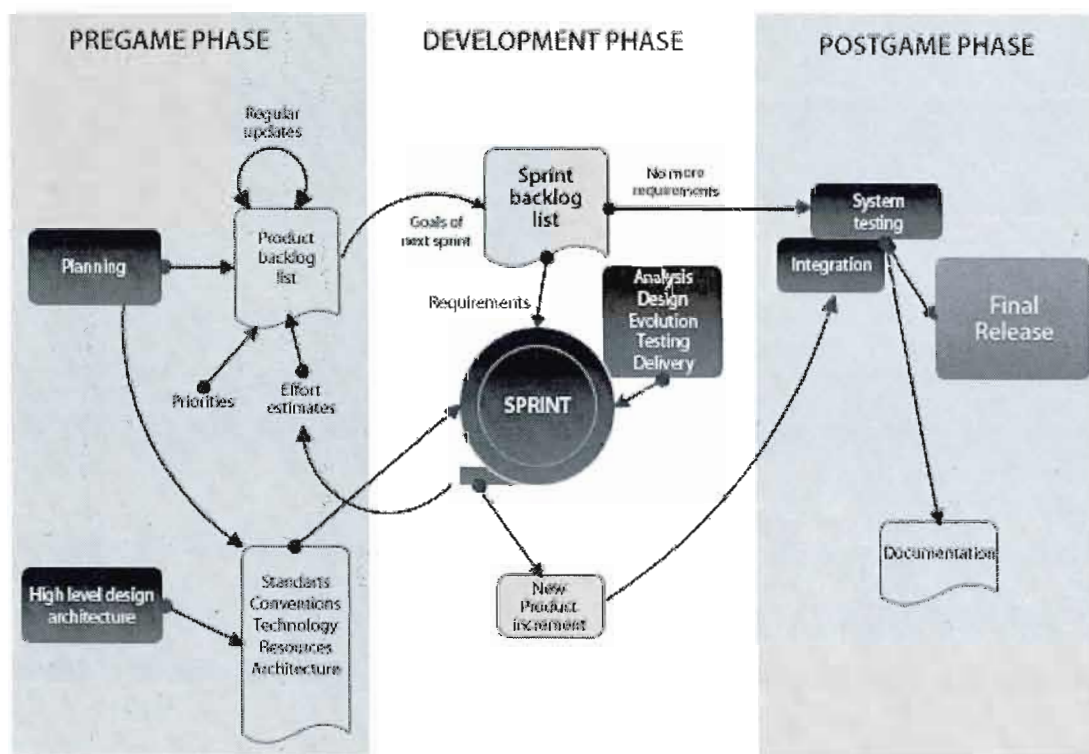 PREGAME PHASE
DEVELOPMENT PHASE
POSTGAME PHASE
Regular
updates
Product
backlog
list
Planning
Priorities
Effort
estimates
High level design
architecture
Standarts
Conventions
Technology
Resources
Architecture
Goals of
next sprint
Sprint
backlog
list
No more
requirements
Requirements
Analysis
Design
Evolution
Testing
Delivery
SPRINT
New
Product
increment
System
testing
Integration
Final
Release
Documentation